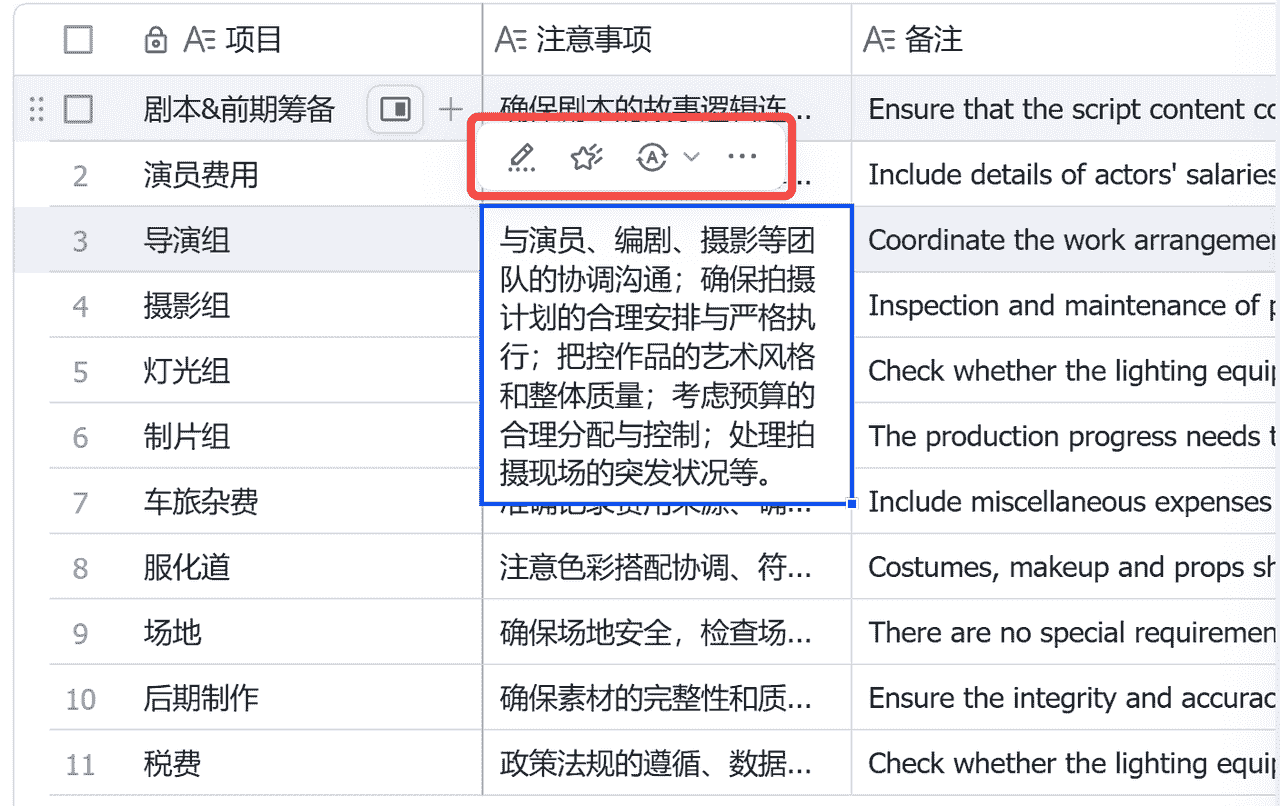 项目 注意事项 备注
剧本&前期筹备 确保剧本的故事逻辑连... Ensure that the script content
2 演员费用 Include details of actors' salaries
3 导演组 Coordinate the work
与演员、编剧、摄影等团
队的协调沟通；确保拍摄
计划的合理安排与严格执
行；把控作品的艺术风格
和整体质量；考虑预算的
合理分配与控制；处理拍
摄现场的突发状况等。
4 摄影组 Inspection and maintenance of
5 灯光组 Check whether the lighting
6 制片组 The production progress needs
7 车旅杂费 Include miscellaneous expenses
8 服化道 注意色彩搭配协调、符... Costumes, makeup and props
9 场地 确保场地安全，检查场... There are no special
10 后期制作 确保素材的完整性和质... Ensure the integrity and
11 税费 政策法规的遵循、数据... Check whether the lighting